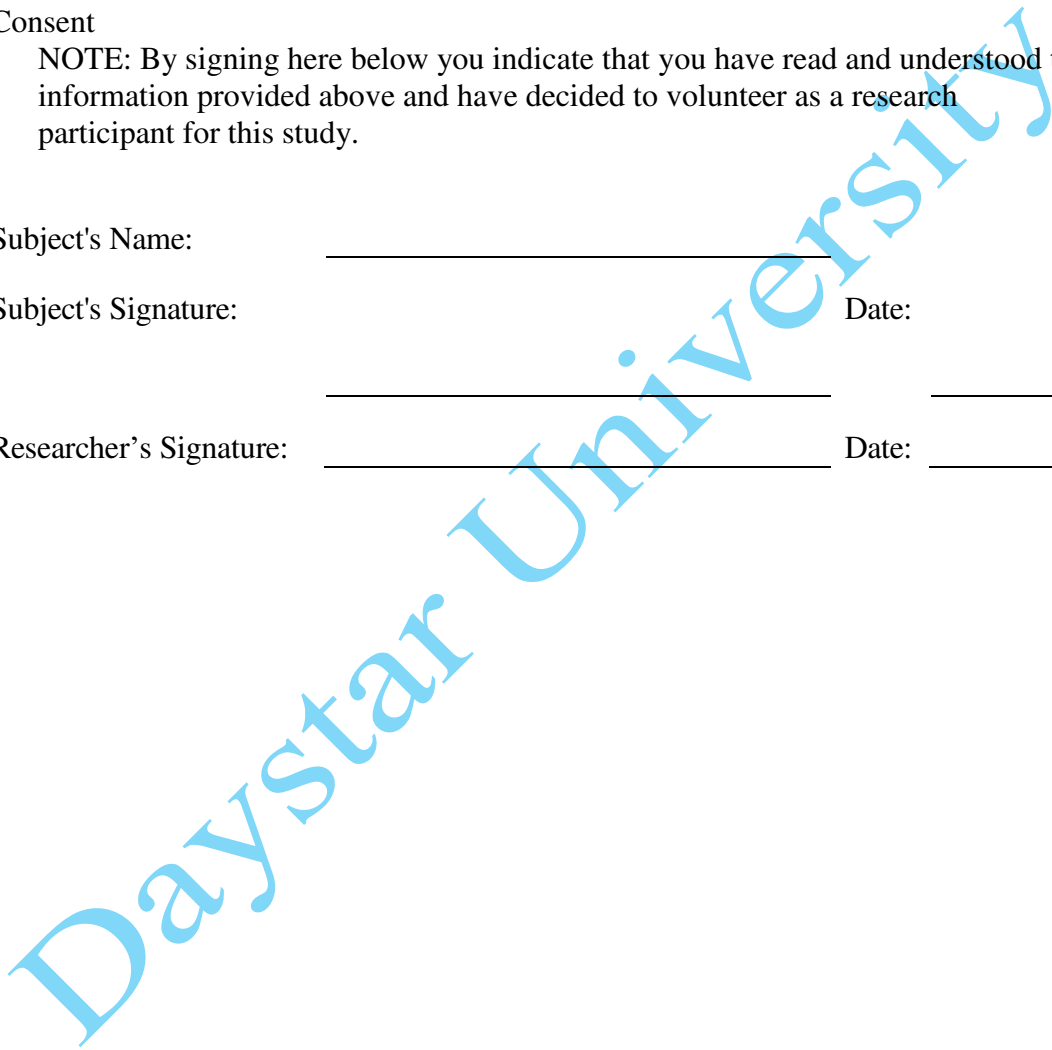 Consent
NOTE: By signing here below you indicate that you have read and understood
information provided above and have decided to volunteer as a research
participant for this study.
Subject's Name:
Subject's Signature: Date:
Researcher’s Signature: Date:
Daystar University